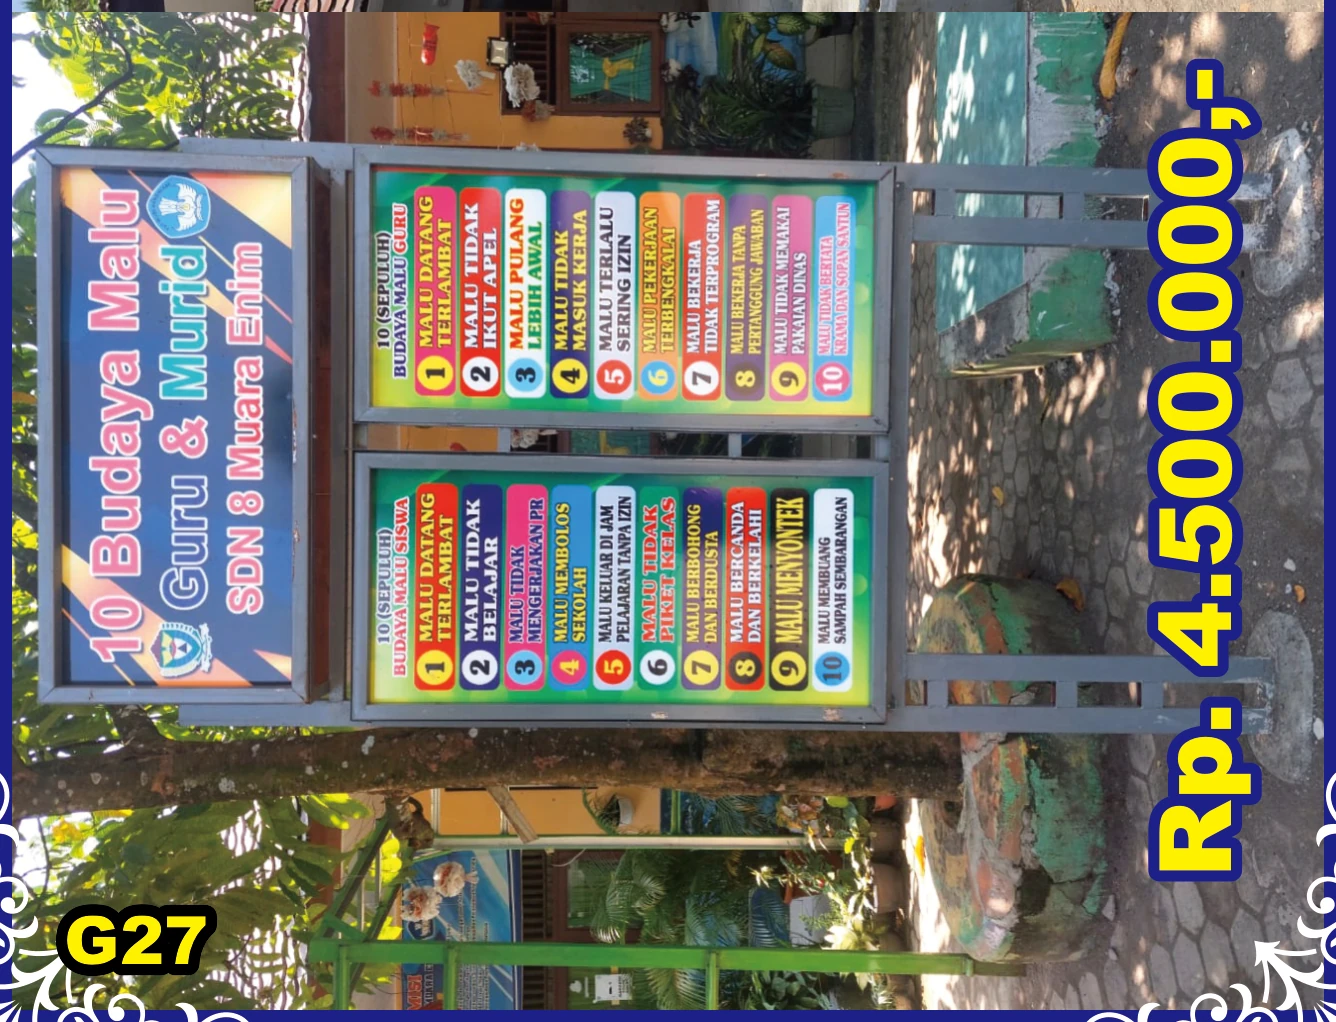 10 Budaya Malu
Guru & Murid
SDN 8 Muara Enim
10 (SEPULUH)
BUDAYA MALU SISWA
1 MALU DATANG
TERLAMBAT
2 MALU TIDAK
BELAJAR
3 MALU TIDAK
MENGERJAKAN PR
4 MALU MEMBOLOS
SEKOLAH
5 MALU KELUAR DI JAM
PELAJARAN TANPA IZIN
6 MALU TIDAK
PIKET KELAS
7 MALU BERBOHONG
DAN BERDUSTA
8 MALU BERCANDA
DAN BERKELAHI
9 MALU MENYONTEK
10 MALU MEMBUANG
SAMPAH SEMBARANGAN
10 (SEPULUH)
BUDAYA MALU GURU
1 MALU DATANG
TERLAMBAT
2 MALU TIDAK
IKUT APEL
3 MALU PULANG
LEBIH AWAL
4 MALU TIDAK
MASUK KERJA
5 MALU TERLALU
SERING IZIN
6 MALU PEKERJAAN
TERBENGKALAI
7 MALU BEKERJA
TIDAK TERPROGRAM
8 MALU BEKERJA TANPA
PERTANGGUNG JAWABAN
9 MALU TIDAK MEMAKAI
PAKAIAN DINAS
10 MALU TIDAK BERTATA
KRAMA DAN SOPAN SANTUN
Rp. 4.500.000,-
G27